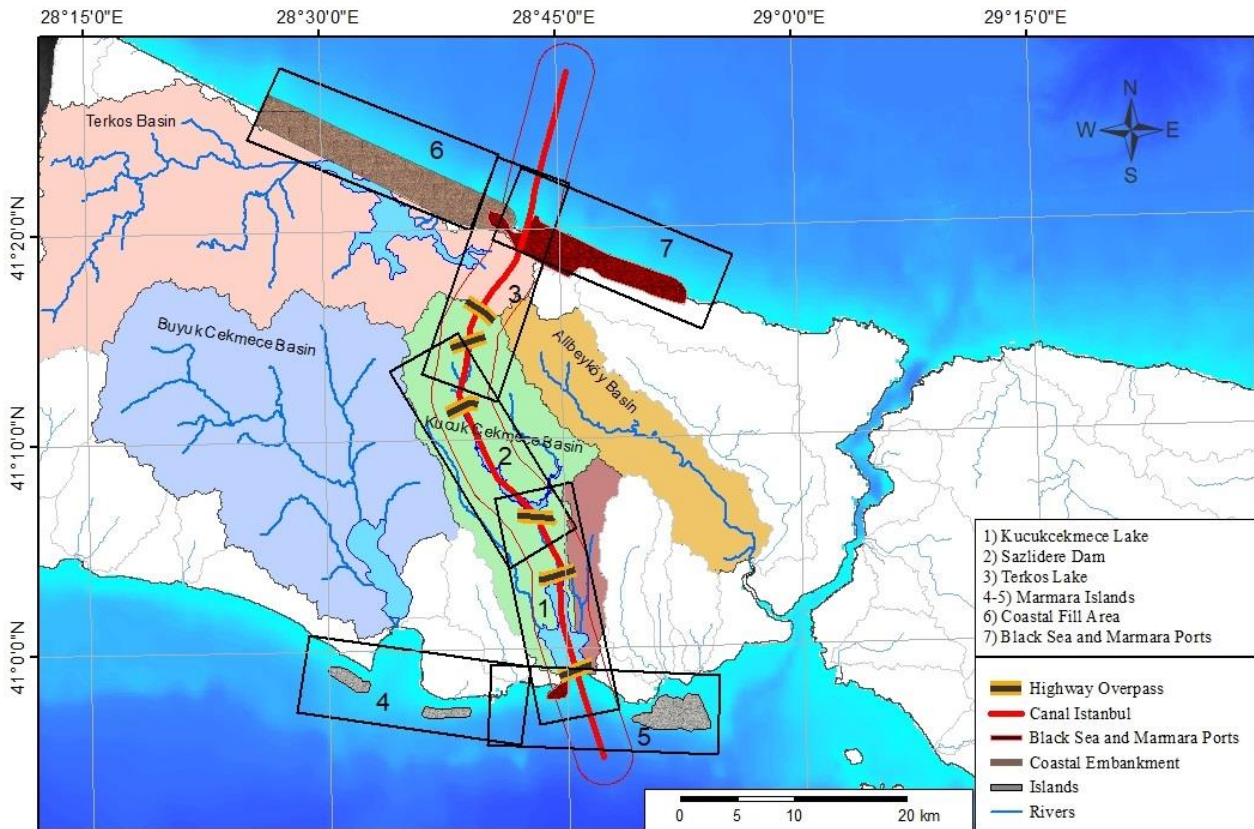 28°15'0"E 28°30'0"E 28°45'0"E 29°0'0"E 29°15'0"E
N
W E
S
Terkos Basin
6
7
41°20'0"N
3
Buyuk Cekmece Basin
Alibeyköy Basin
Kucuk Cekmece Basin
41°10'0"N
2
1
41°0'0"N
4
5
1) Kucukcekmece Lake
2) Sazlidere Dam
3) Terkos Lake
4-5) Marmara Islands
6) Coastal Fill Area
7) Black Sea and Marmara Ports
Highway Overpass
Canal Istanbul
Black Sea and Marmara Ports
Coastal Embankment
Islands
Rivers
0 5 10 20 km